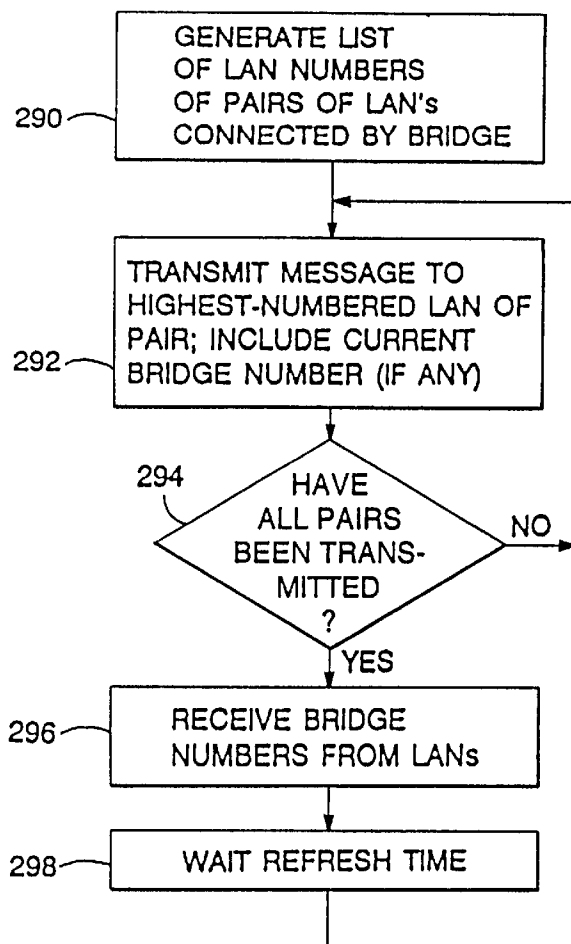 GENERATE LIST
OF LAN NUMBERS
OF PAIRS OF LAN's
CONNECTED BY BRIDGE
290
TRANSMIT MESSAGE TO
HIGHEST-NUMBERED LAN OF
PAIR; INCLUDE CURRENT
BRIDGE NUMBER (IF ANY)
292
294
HAVE
ALL PAIRS
BEEN TRANS-
MITTED
?
NO
YES
296
RECEIVE BRIDGE
NUMBERS FROM LANs
298
WAIT REFRESH TIME